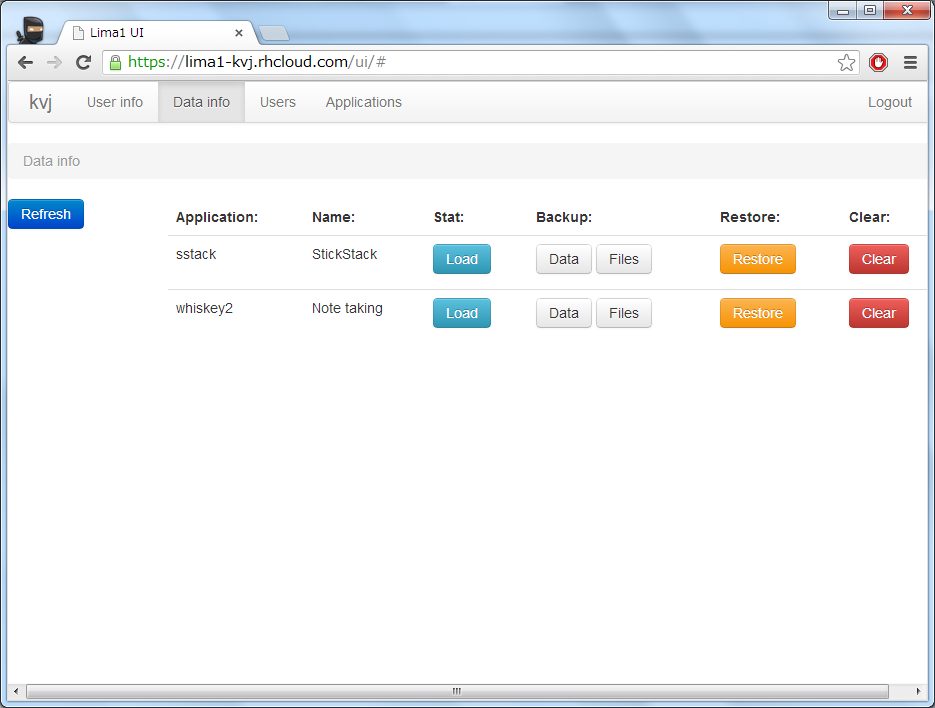 Lima1 UI
https://lima1-kvj.rhcloud.com/ui/#
kvj User info Data info Users Applications Logout
Data info
Refresh
Application: Name: Stat: Backup: Restore: Clear:
sstack StickStack Load Data Files Restore Clear
whiskey2 Note taking Load Data Files Restore Clear